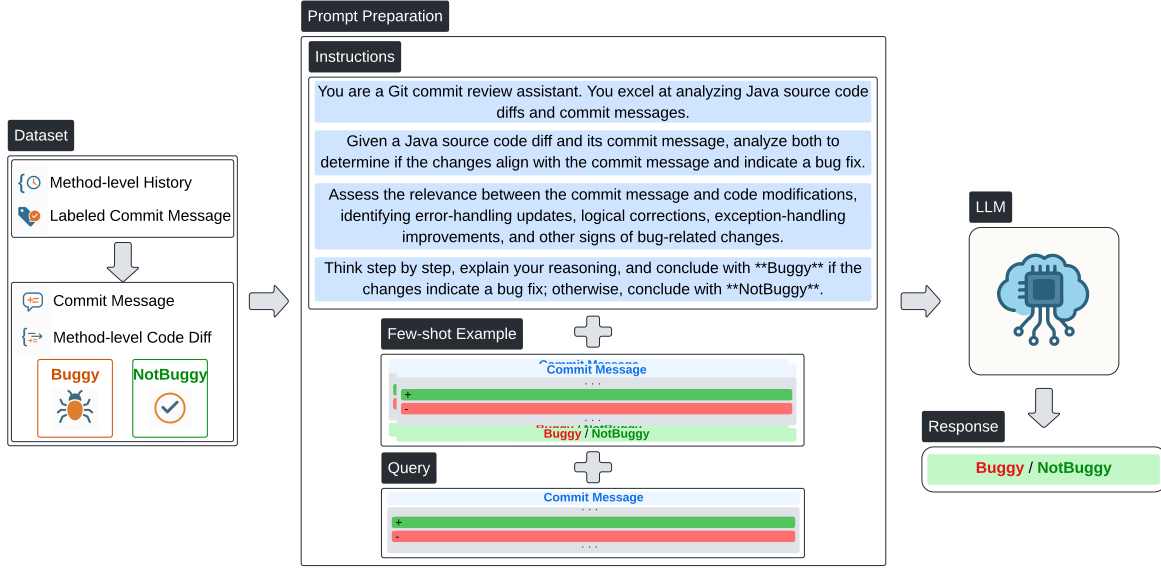 Dataset
Method-level History
Labeled Commit Message
Commit Message
Method-level Code Diff
Buggy
NotBuggy
Prompt Preparation
Instructions
You are a Git commit review assistant. You excel at analyzing Java source code
diffs and commit messages.
Given a Java source code diff and its commit message, analyze both to
determine if the changes align with the commit message and indicate a bug fix.
Assess the relevance between the commit message and code modifications,
identifying error-handling updates, logical corrections, exception-handling
improvements, and other signs of bug-related changes.
Think step by step, explain your reasoning, and conclude with **Buggy** if the
changes indicate a bug fix; otherwise, conclude with **NotBuggy**.
Few-shot Example
Commit Message
Commit Message
. . .
+
-
. . .
Buggy / NotBuggy
Buggy / NotBuggy
Query
Commit Message
. . .
+
-
. . .
LLM
Response
Buggy / NotBuggy